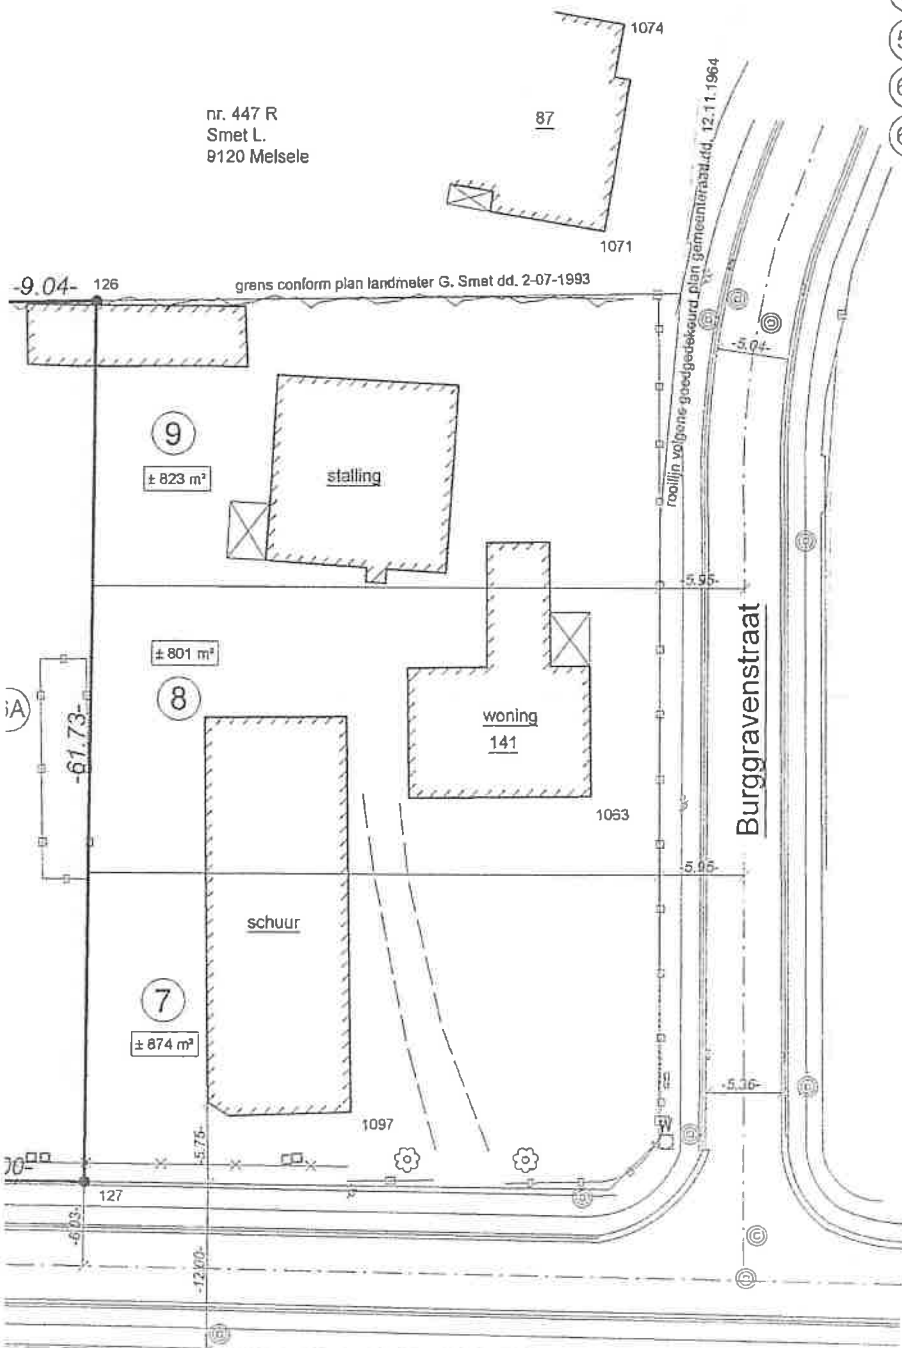 1074
nr. 447 R
Smet L.
9120 Melsele
87
1071
rooilijn volgens goedgekeurd plan gemeenteraad dd. 12.11.1964
-9.04-
126
grens conform plan landmeter G. Smet dd. 2-07-1993
-5.04-
9
± 823 m²
stalling
-5.95-
± 801 m²
8
6A
-61.73-
woning
141
Burggravenstraat
1063
-5.95-
schuur
7
± 874 m²
-5.36-
1097
-5.75-
00-
127
-6.03-
-12.00-